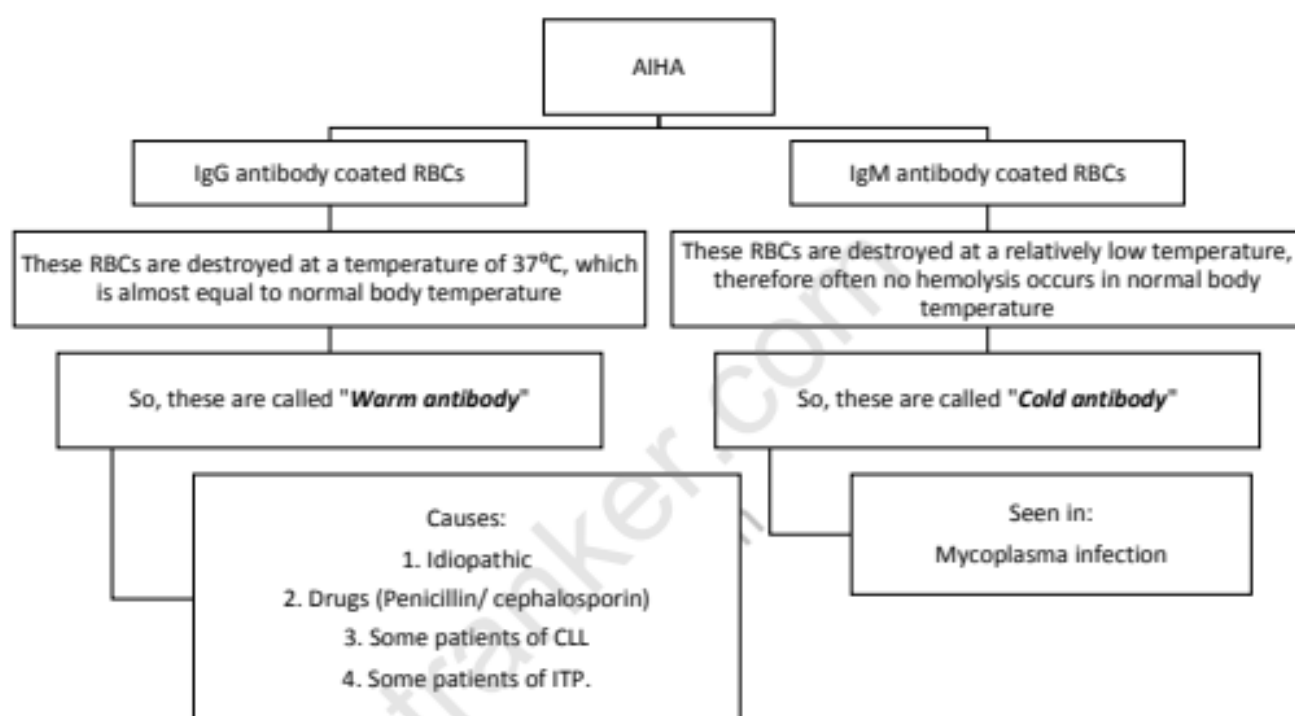 AIHA
IgG antibody coated RBCs
IgM antibody coated RBCs
These RBCs are destroyed at a temperature of 37⁰C, which
is almost equal to normal body temperature
These RBCs are destroyed at a relatively low temperature,
therefore often no hemolysis occurs in normal body
temperature
So, these are called "Warm antibody"
So, these are called "Cold antibody"
Causes:
1. Idiopathic
2. Drugs (Penicillin/ cephalosporin)
3. Some patients of CLL
4. Some patients of ITP.
Seen in:
Mycoplasma infection
tranker.com